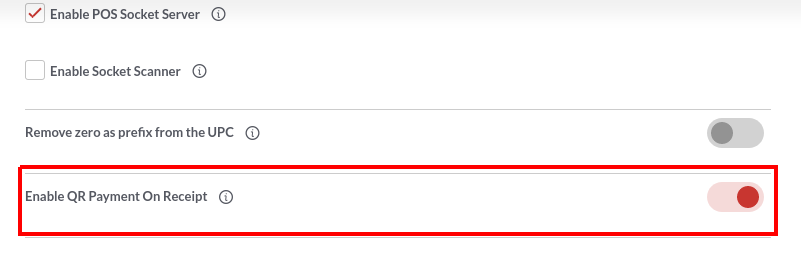 Enable POS Socket Server
Enable Socket Scanner
Remove zero as prefix from the UPC
Enable QR Payment On Receipt